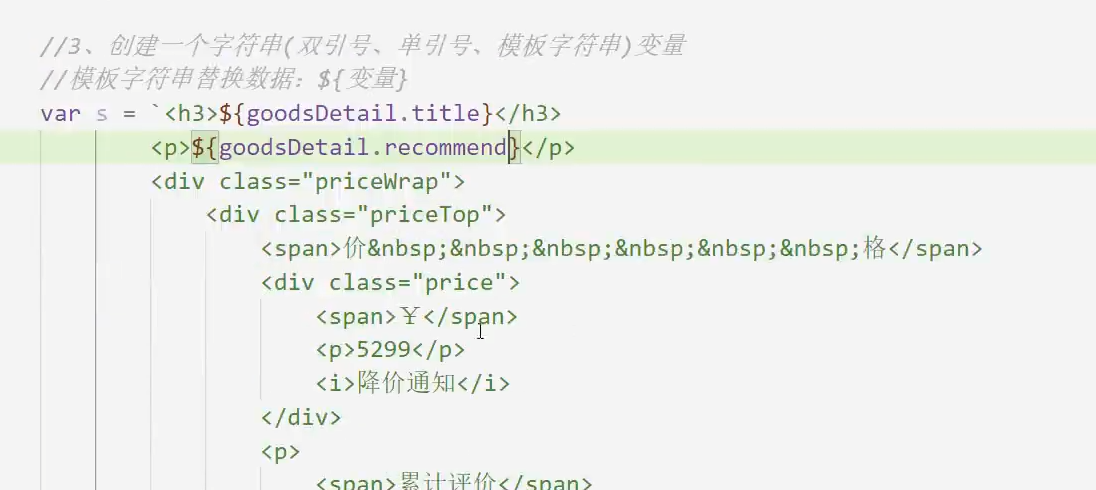 //3、创建一个字符串(双引号、单引号、模板字符串)变量
//模板字符串替换数据：${变量}
var s = `<h3>${goodsDetail.title}</h3>
<p>${goodsDetail.recommend}</p>
<div class="priceWrap">
<div class="priceTop">
<span>价&nbsp;&nbsp;&nbsp;&nbsp;&nbsp;&nbsp;格</span>
<div class="price">
<span>￥</span>
<p>5299</p>
<i>降价通知</i>
</div>
<p>
<span>累计评价</span>